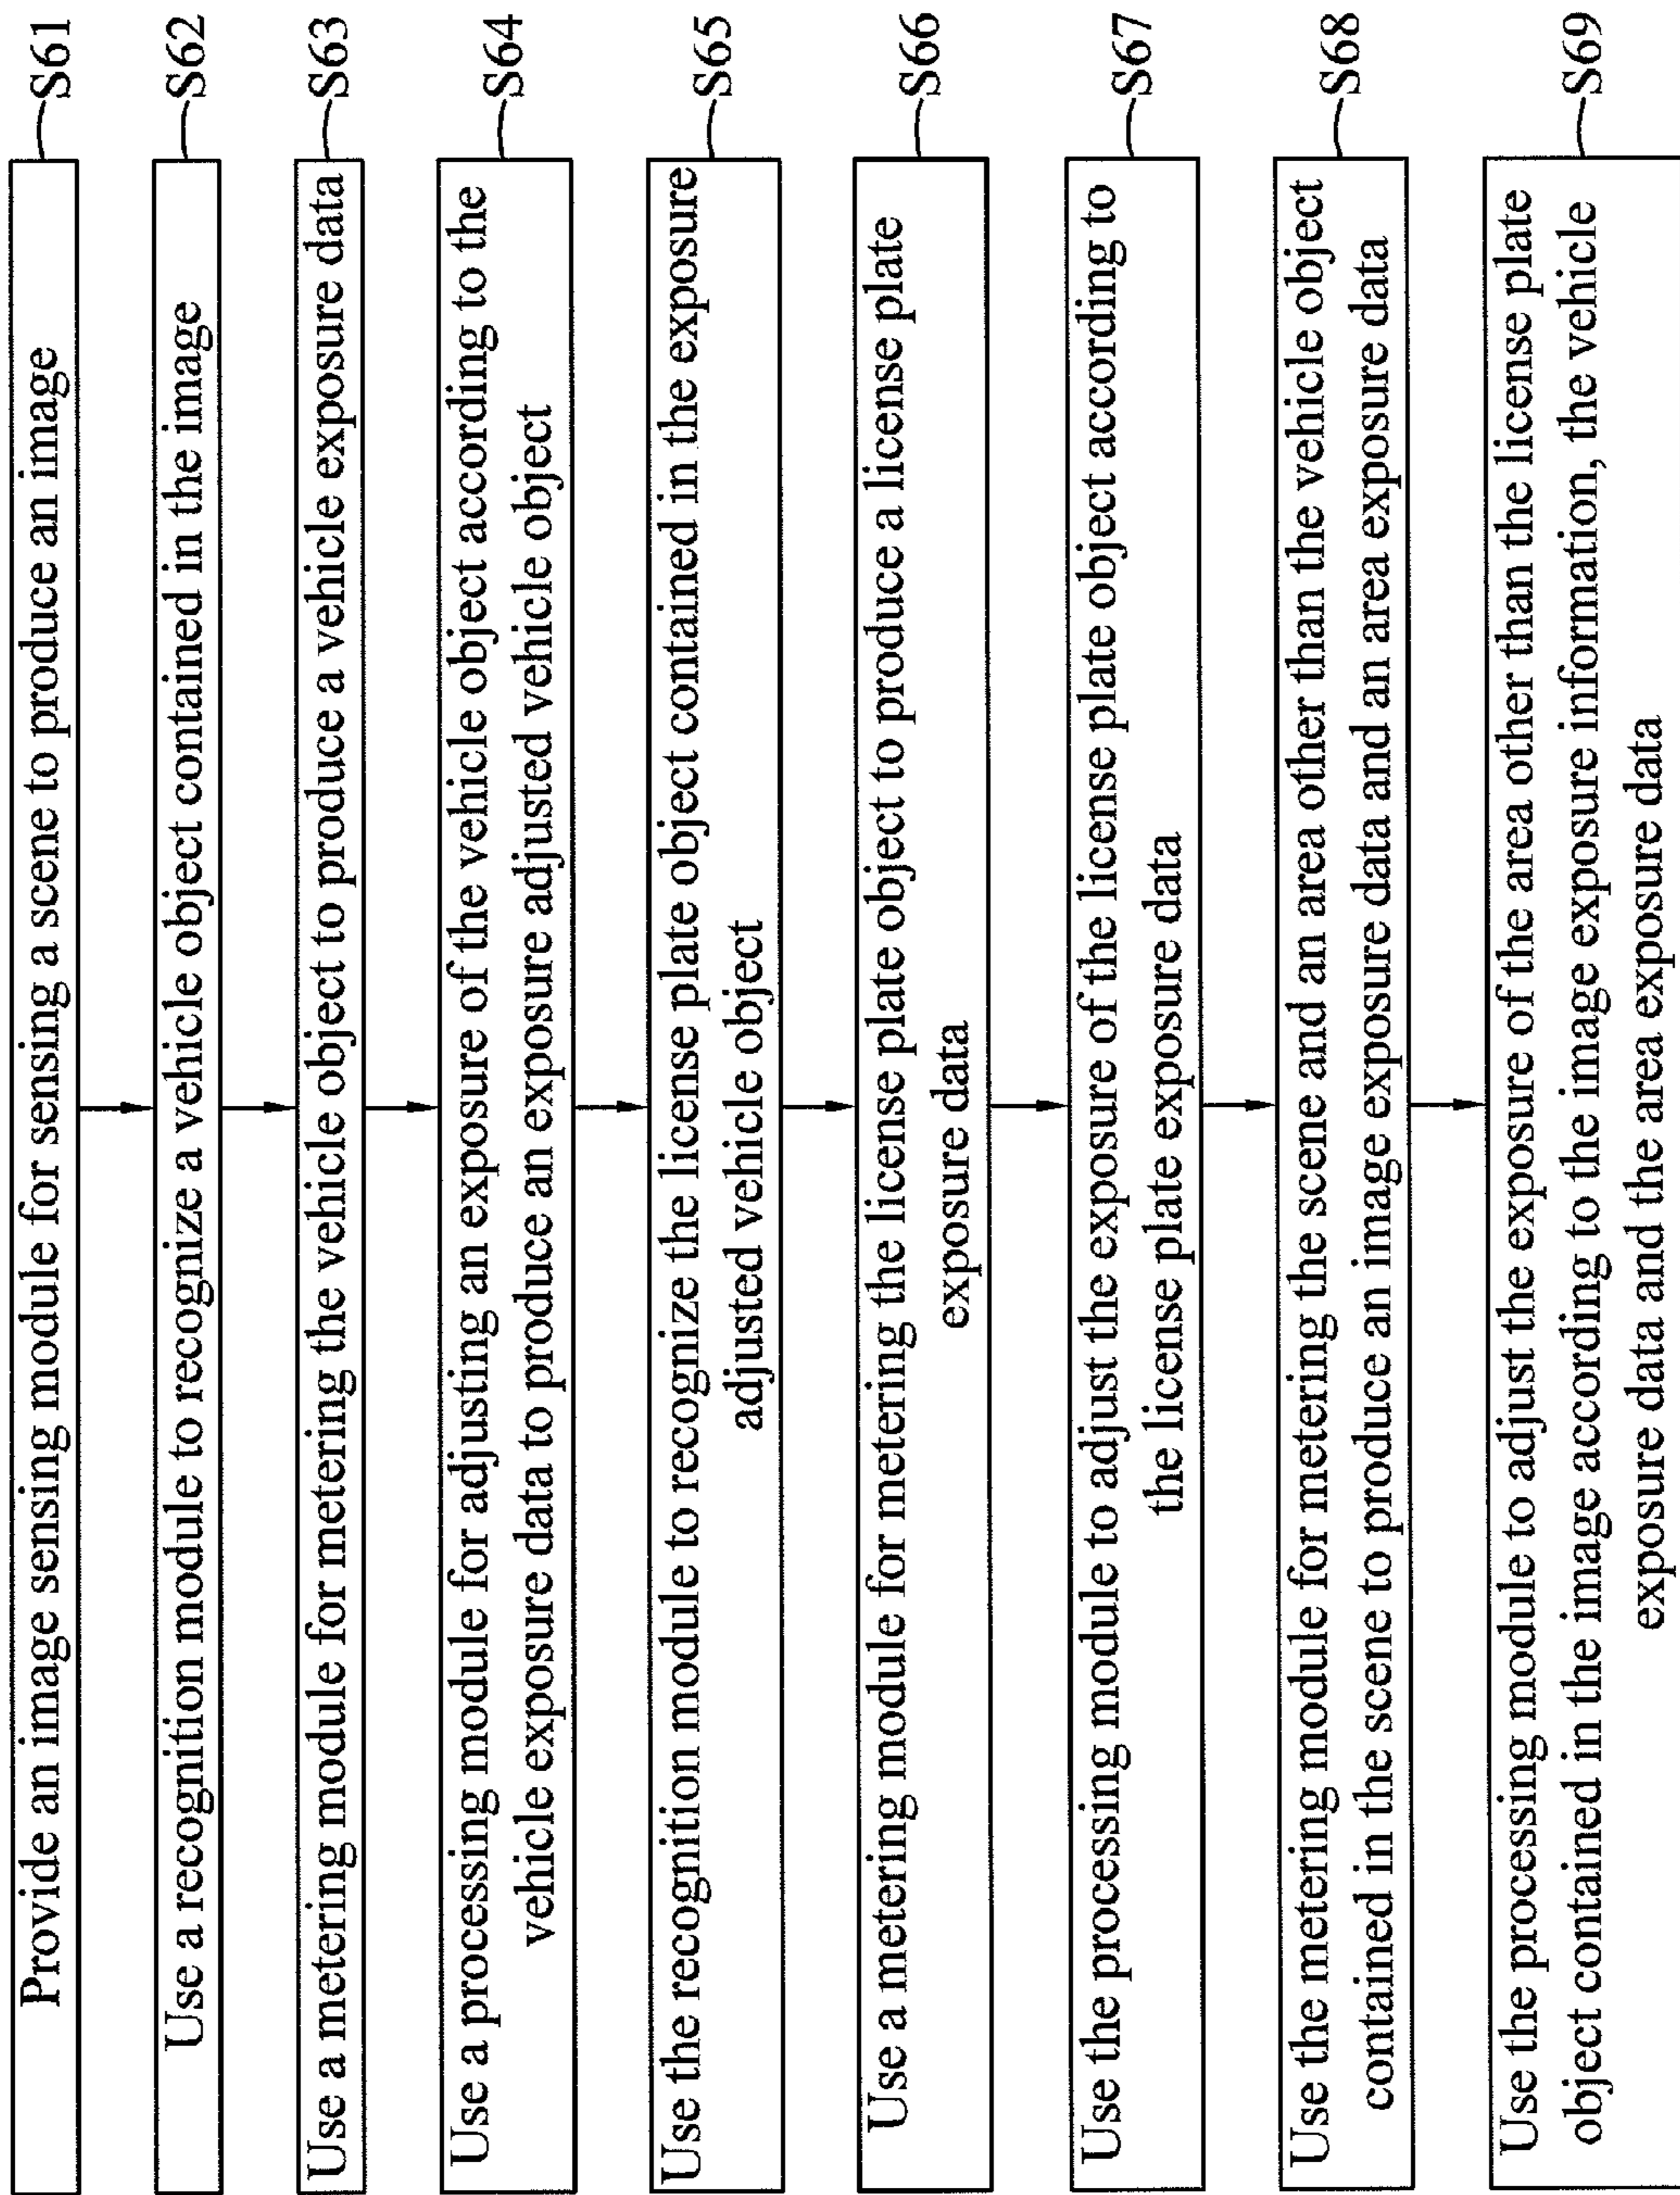 Provide an image sensing module for sensing a scene to produce an image
S61
Use a recognition module to recognize a vehicle object contained in the image
S62
Use a metering module for metering the vehicle object to produce a vehicle exposure data
S63
Use a processing module for adjusting an exposure of the vehicle object according to the
vehicle exposure data to produce an exposure adjusted vehicle object
S64
Use the recognition module to recognize the license plate object contained in the exposure
adjusted vehicle object
S65
Use a metering module for metering the license plate object to produce a license plate
exposure data
S66
Use the processing module to adjust the exposure of the license plate object according to
the license plate exposure data
S67
Use the metering module for metering the scene and an area other than the vehicle object
contained in the scene to produce an image exposure data and an area exposure data
S68
Use the processing module to adjust the exposure of the area other than the license plate
object contained in the image according to the image exposure information, the vehicle
exposure data and the area exposure data
S69